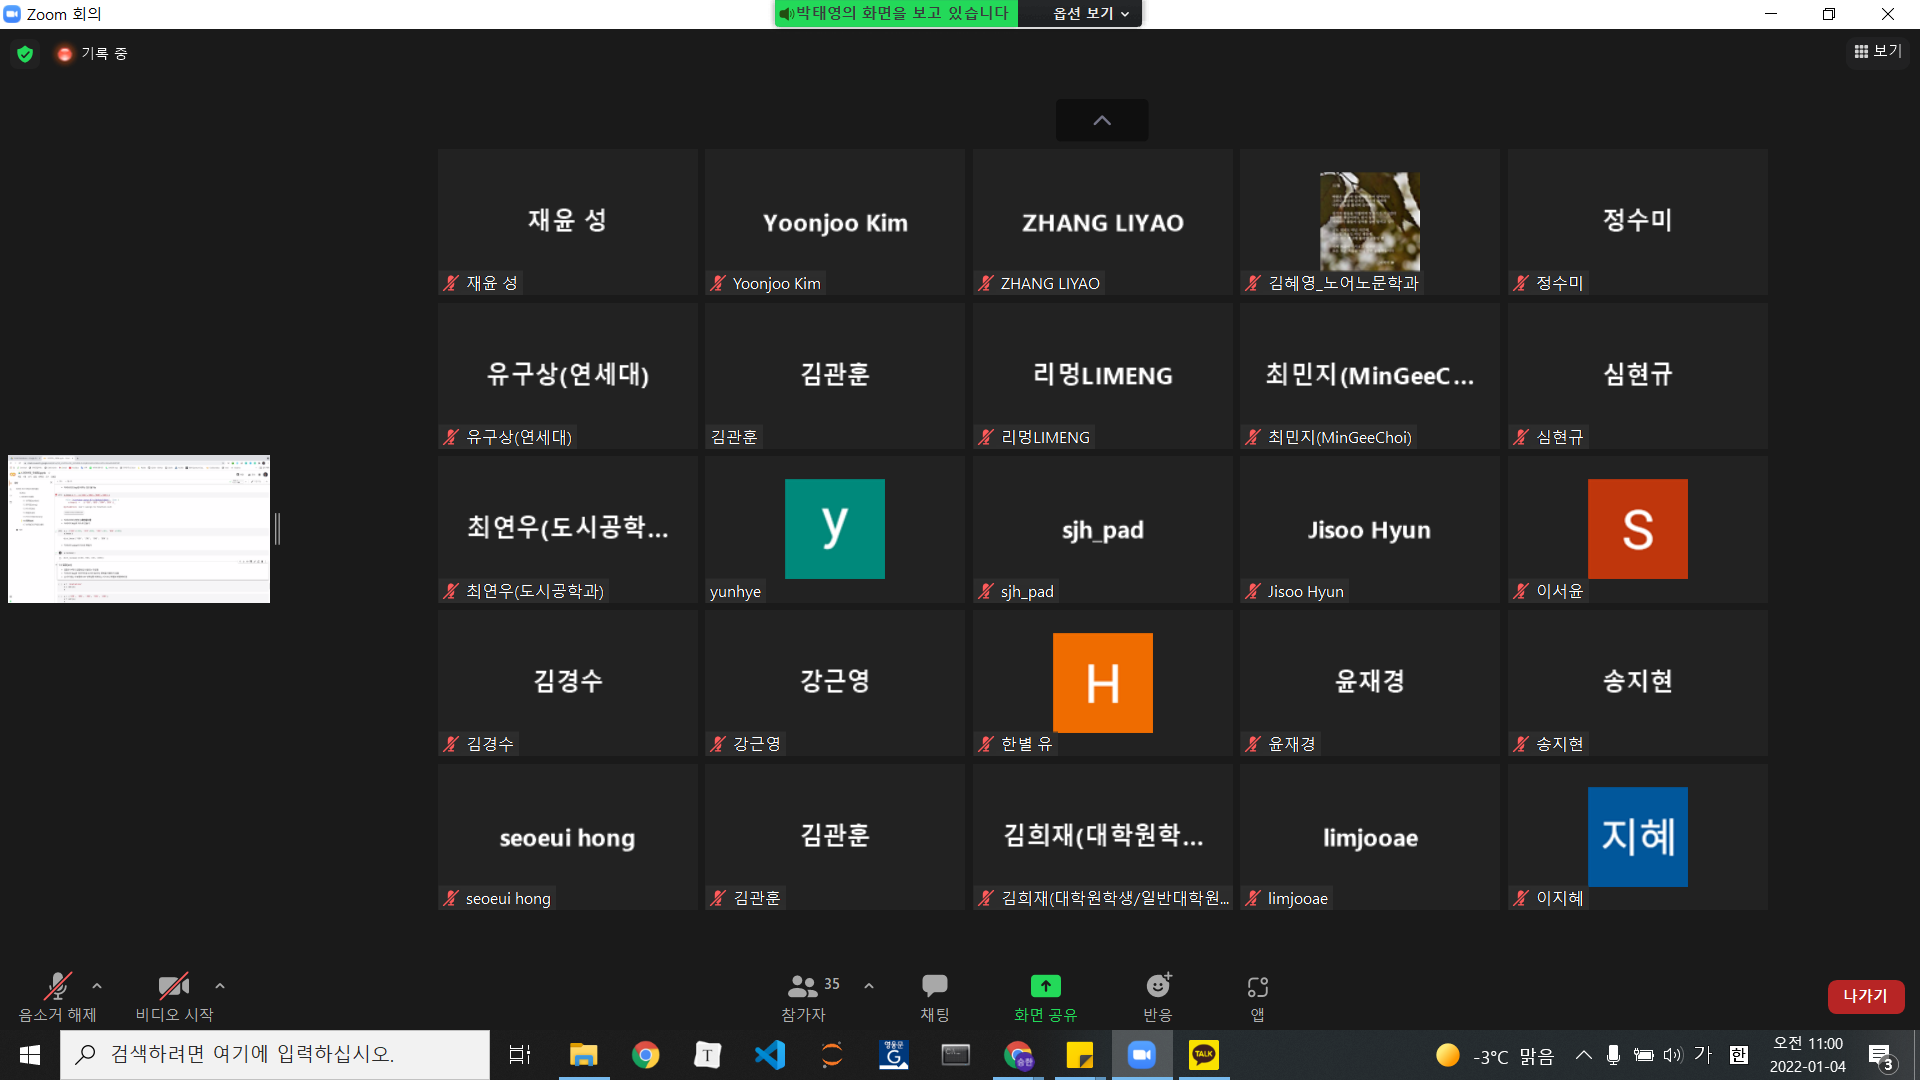 Zoom 회의
박태영의 화면을 보고 있습니다
옵션 보기
기록 중
보기
재윤 성
Yoonjoo Kim
ZHANG LIYAO
정수미
재윤 성
Yoonjoo Kim
ZHANG LIYAO
김혜영_노어노문학과
정수미
유구상(연세대)
김관훈
리멍LIMENG
최민지(MinGeeC...
심현규
유구상(연세대)
김관훈
리멍LIMENG
최민지(MinGeeChoi)
심현규
최연우(도시공학...
y
sjh_pad
Jisoo Hyun
S
최연우(도시공학과)
yunhye
sjh_pad
Jisoo Hyun
이서윤
김경수
강근영
H
윤재경
송지현
김경수
강근영
한별 유
윤재경
송지현
seoeui hong
김관훈
김희재(대학원학...
limjooae
지혜
seoeui hong
김관훈
김희재(대학원학생/일반대학원...
limjooae
이지혜
음소거 해제
비디오 시작
35
참가자
채팅
화면 공유
반응
앱
나가기
검색하려면 여기에 입력하십시오.
T
영웅문
G
승한
TALK
-3°C 맑음
가
한
오전 11:00
2022-01-04
3